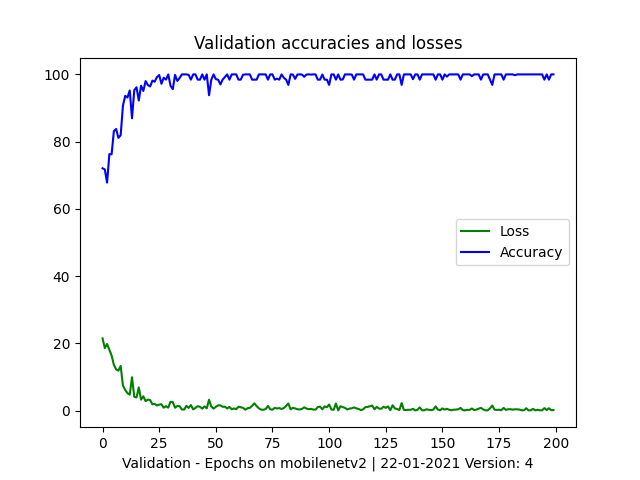 Validation accuracies and losses
100
80
60
40
20
0
Loss
Accuracy
0 25 50 75 100 125 150 175 200
Validation - Epochs on mobilenetv2 | 22-01-2021 Version: 4